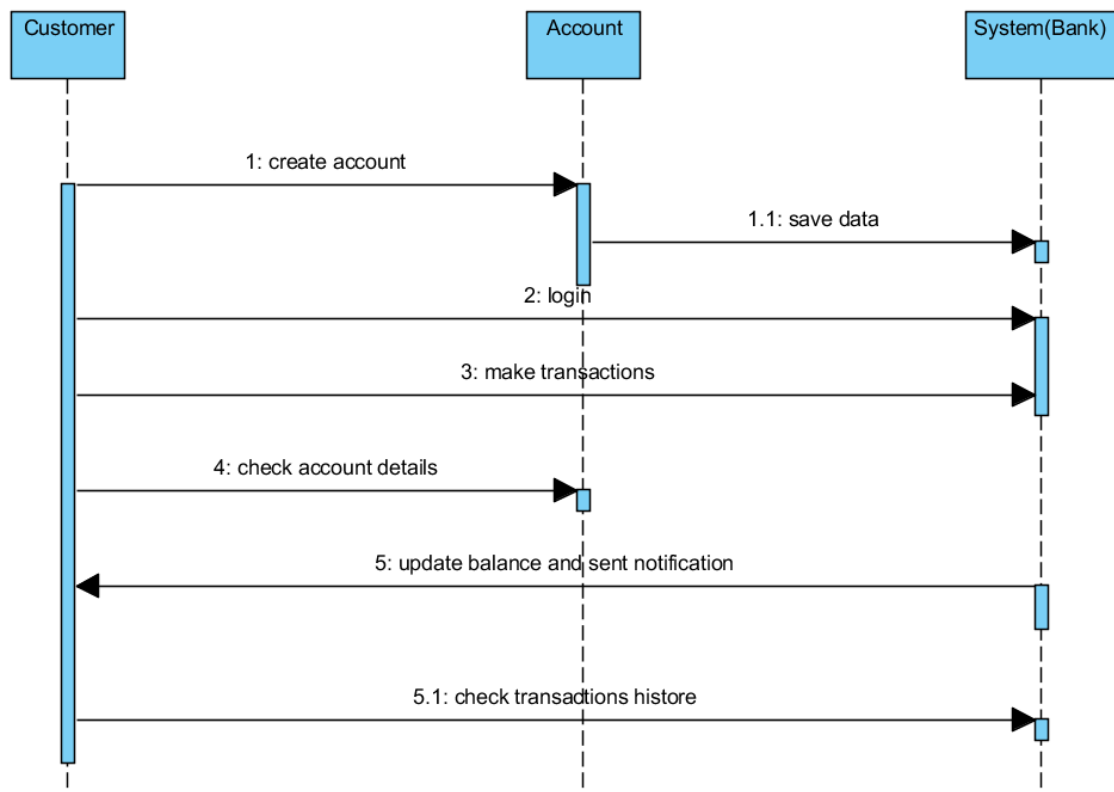 Customer
Account
System(Bank)
1: create account
1.1: save data
2: login
3: make transactions
4: check account details
5: update balance and sent notification
5.1: check transactions histore